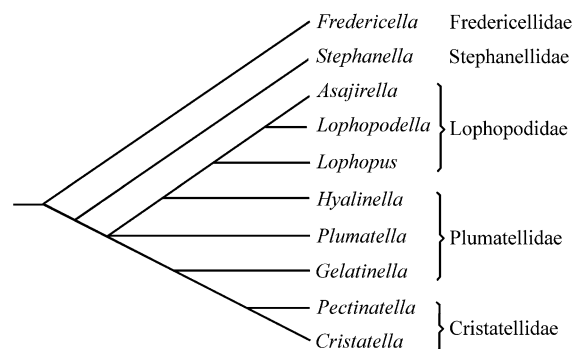 Fredericella Fredericellidae
Stephanella Stephanellidae
Asajirella
Lophopodella Lophopodidae
Lophopus
Hyalinella
Plumatella Plumatellidae
Gelatinella
Pectinatella
Cristatellidae
Cristatella